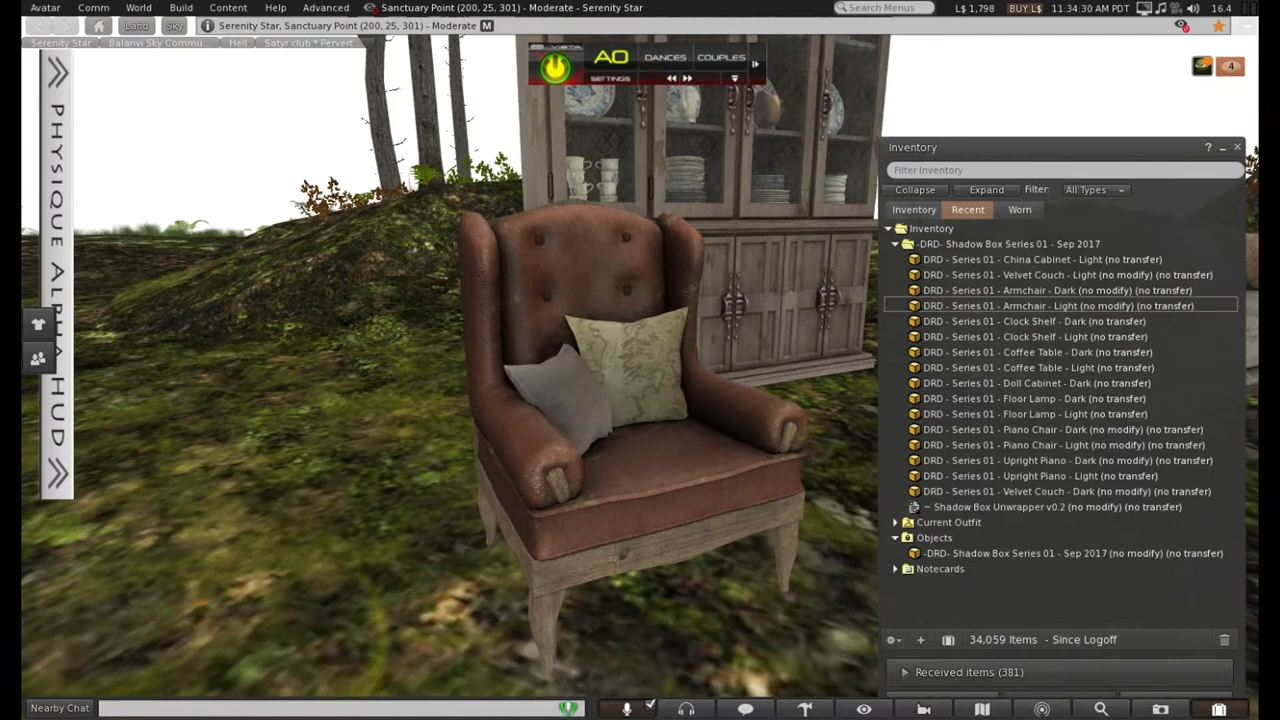 Avatar Comm World Build Content Help Advanced Sanctuary Point (200, 25, 301) - Moderate - Serenity Star Search Menus L$ 1,798 BUY L$ 11:34:30 AM PDT 16.4
Land Sky Serenity Star, Sanctuary Point (200, 25, 301) - Moderate M
Serenity Star Balanvi Sky Commu Hell Satyr club * Pervert
VISTA
AO DANCES COUPLES
SETTINGS
4
PHYSIQUE ALPHA HUD
Inventory ?
Filter Inventory
Collapse Expand Filter: All Types
Inventory Recent Worn
Inventory
-DRD- Shadow Box Series 01 - Sep 2017
DRD - Series 01 - China Cabinet - Light (no transfer)
DRD - Series 01 - Velvet Couch - Light (no modify) (no transfer)
DRD - Series 01 - Armchair - Dark (no modify) (no transfer)
DRD - Series 01 - Armchair - Light (no modify) (no transfer)
DRD - Series 01 - Clock Shelf - Dark (no transfer)
DRD - Series 01 - Clock Shelf - Light (no transfer)
DRD - Series 01 - Coffee Table - Dark (no transfer)
DRD - Series 01 - Coffee Table - Light (no transfer)
DRD - Series 01 - Doll Cabinet - Dark (no transfer)
DRD - Series 01 - Floor Lamp - Dark (no transfer)
DRD - Series 01 - Floor Lamp - Light (no transfer)
DRD - Series 01 - Piano Chair - Dark (no modify) (no transfer)
DRD - Series 01 - Piano Chair - Light (no modify) (no transfer)
DRD - Series 01 - Upright Piano - Dark (no modify) (no transfer)
DRD - Series 01 - Upright Piano - Light (no transfer)
DRD - Series 01 - Velvet Couch - Dark (no modify) (no transfer)
~ Shadow Box Unwrapper v0.2 (no modify) (no transfer)
Current Outfit
Objects
-DRD- Shadow Box Series 01 - Sep 2017 (no modify) (no transfer)
Notecards
34,059 Items - Since Logoff
Received items (381)
Nearby Chat